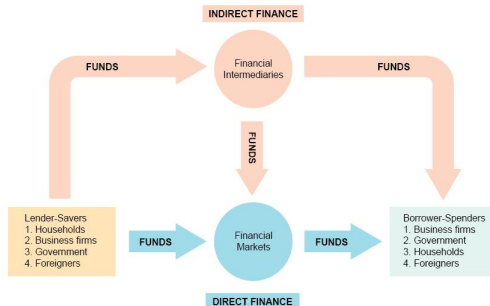 INDIRECT FINANCE
FUNDS
Financial
Intermediaries
FUNDS
FUNDS
Lender-Savers
1. Households
2. Business firms
3. Government
4. Foreigners
FUNDS
Financial
Markets
FUNDS
Borrower-Spenders
1. Business firms
2. Government
3. Households
4. Foreigners
DIRECT FINANCE